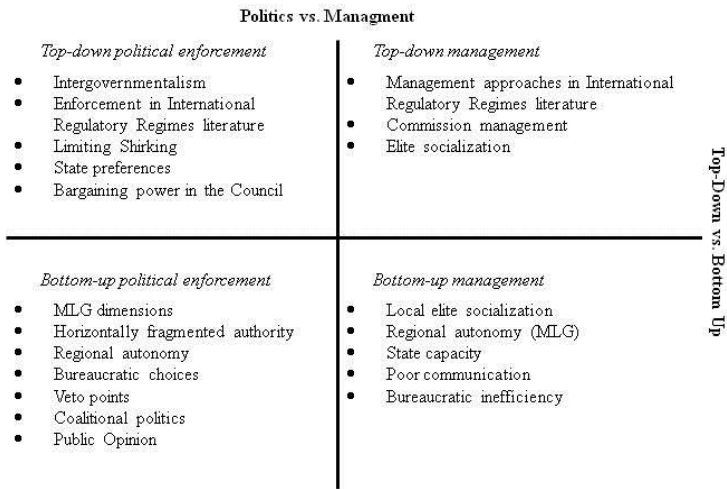 Politics vs. Managment
Top-down political enforcement
• Intergovernmentalism
• Enforcement in International
Regulatory Regimes literature
• Limiting Shirking
• State preferences
• Bargaining power in the Council
Top-down management
• Management approaches in International
Regulatory Regimes literature
• Commission management
• Elite socialization
Top-Down vs. Bottom Up
Bottom-up political enforcement
• MLG dimensions
• Horizontally fragmented authority
• Regional autonomy
• Bureaucratic choices
• Veto points
• Coalitional politics
• Public Opinion
Bottom-up management
• Local elite socialization
• Regional autonomy (MLG)
• State capacity
• Poor communication
• Bureaucratic inefficiency